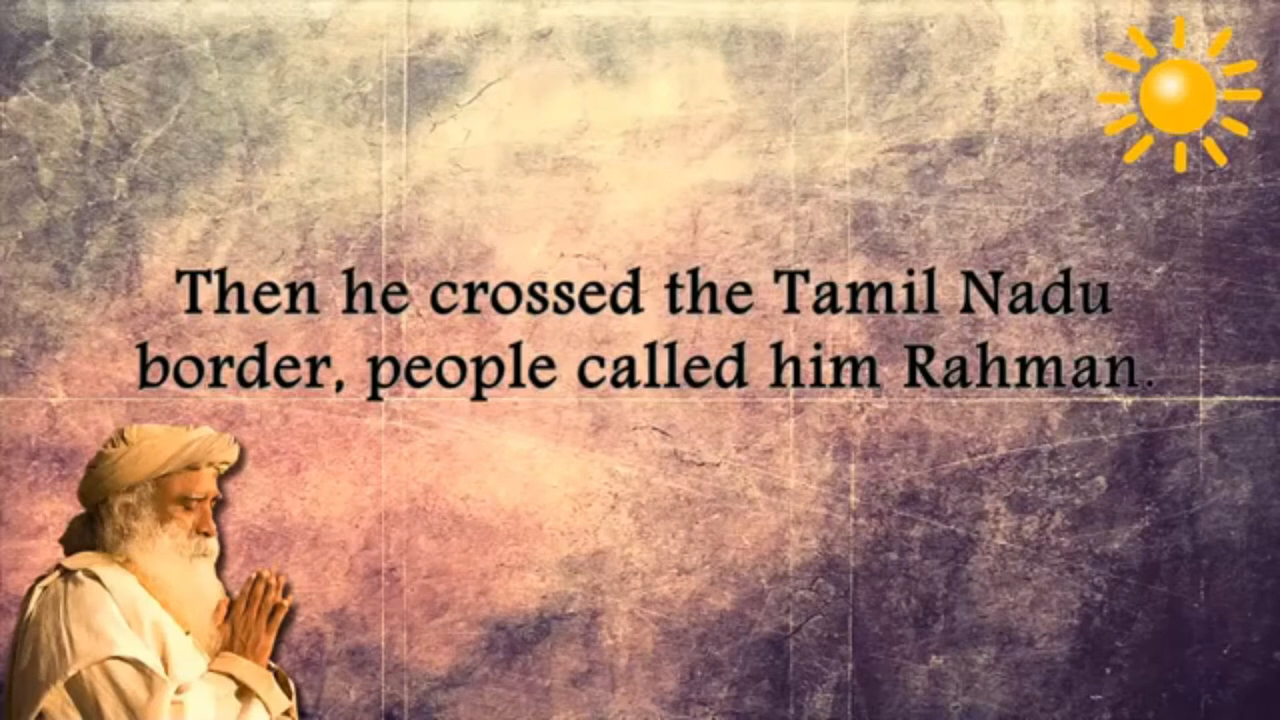 Then he crossed the Tamil Nadu
border, people called him Rahman.